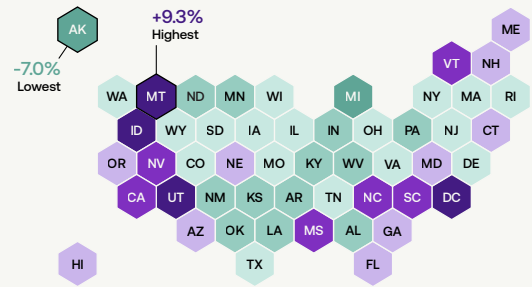 +9.3%
Highest
AK
ME
-7.0%
Lowest
VT NH
WA MT ND MN WI MI NY MA RI
ID WY SD IA IL IN OH PA NJ CT
OR NV CO NE MO KY WV VA MD DE
CA UT NM KS AR TN NC SC DC
AZ OK LA MS AL GA
HI TX FL